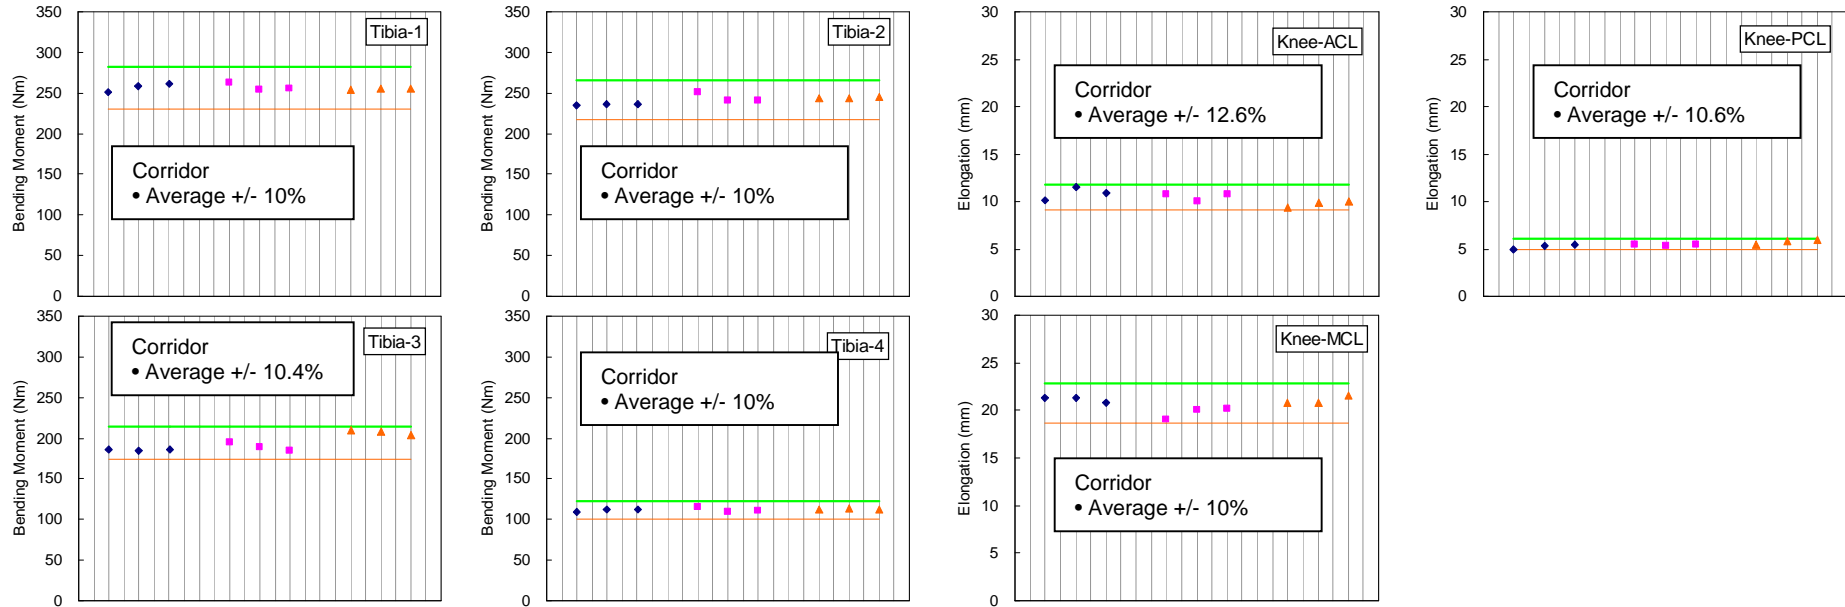 Tibia-1
Bending Moment (Nm)
350
300
250
200
150
100
50
0
Corridor
• Average +/- 10%
Tibia-2
Bending Moment (Nm)
350
300
250
200
150
100
50
0
Corridor
• Average +/- 10%
Knee-ACL
Elongation (mm)
30
25
20
15
10
5
0
Corridor
• Average +/- 12.6%
Knee-PCL
Elongation (mm)
30
25
20
15
10
5
0
Corridor
• Average +/- 10.6%
Tibia-3
Bending Moment (Nm)
350
300
250
200
150
100
50
0
Corridor
• Average +/- 10.4%
Tibia-4
Bending Moment (Nm)
350
300
250
200
150
100
50
0
Corridor
• Average +/- 10%
Knee-MCL
Elongation (mm)
30
25
20
15
10
5
0
Corridor
• Average +/- 10%